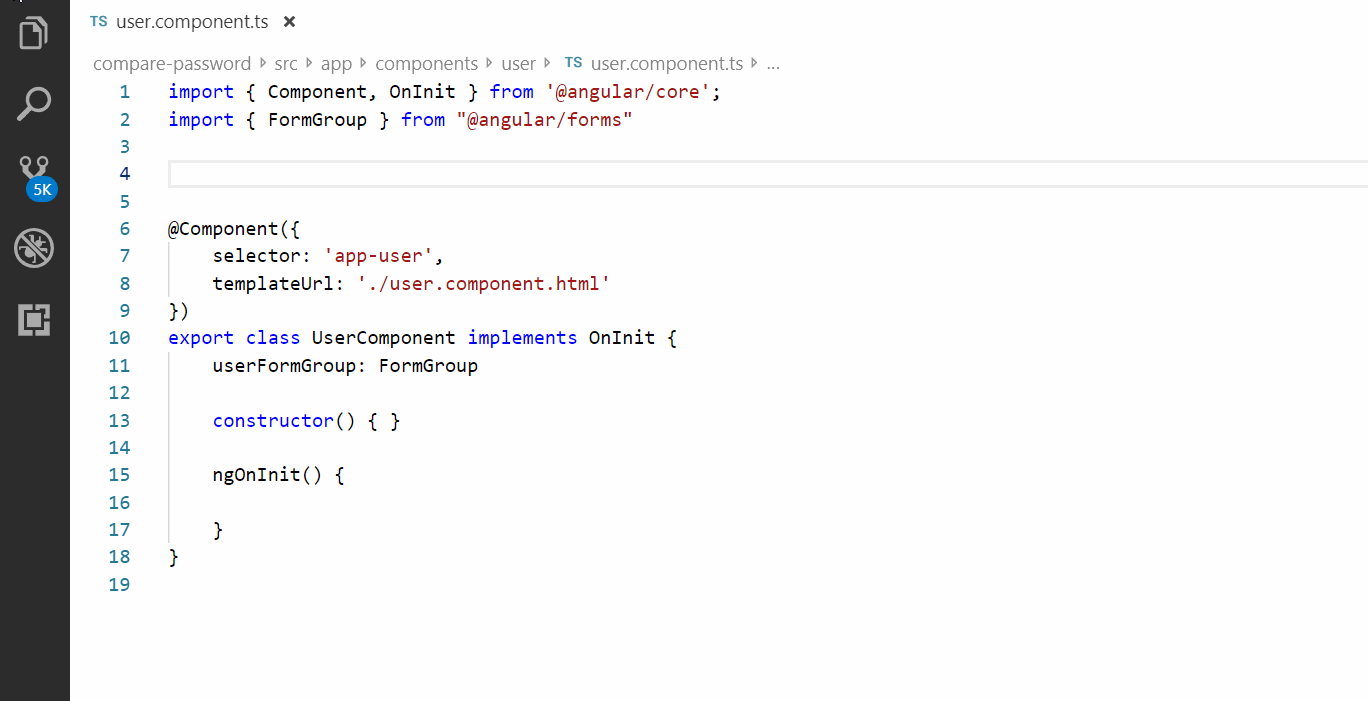 TS user.component.ts ×
compare-password src app components user TS user.component.ts ...
5K
1 import { Component, OnInit } from '@angular/core';
2 import { FormGroup } from "@angular/forms"
3
4
5
6 @Component({
7     selector: 'app-user',
8     templateUrl: './user.component.html'
9 })
10 export class UserComponent implements OnInit {
11     userFormGroup: FormGroup
12
13     constructor() { }
14
15     ngOnInit() {
16
17     }
18 }
19